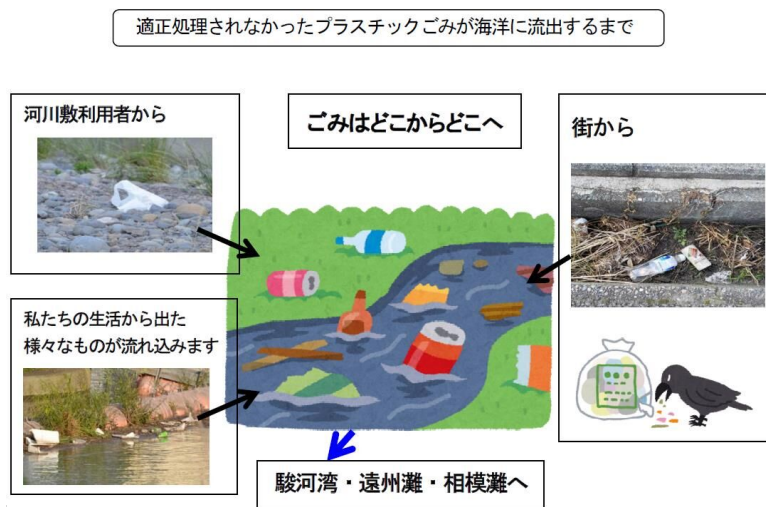 適正処理されなかったプラスチックごみが海洋に流出するまで
河川敷利用者から
ごみはどこからどこへ
街から
私たちの生活から出た
様々なものが流れ込みます
駿河湾・遠州灘・相模灘へ